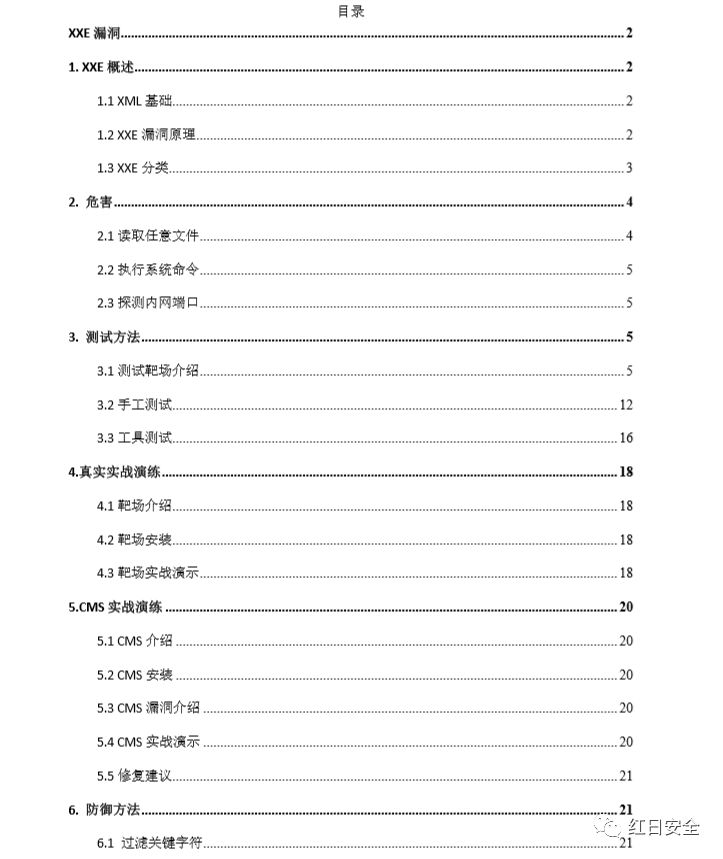 目录
XXE 漏洞........2
1. XXE 概述........2
1.1 XML 基础........2
1.2 XXE 漏洞原理........2
1.3 XXE 分类........3
2. 危害........4
2.1 读取任意文件........4
2.2 执行系统命令........5
2.3 探测内网端口........5
3. 测试方法........5
3.1 测试靶场介绍........5
3.2 手工测试........12
3.3 工具测试........16
4.真实实战演练........18
4.1 靶场介绍........18
4.2 靶场安装........18
4.3 靶场实战演示........18
5.CMS 实战演练........20
5.1 CMS 介绍........20
5.2 CMS 安装........20
5.3 CMS 漏洞介绍........20
5.4 CMS 实战演示........20
5.5 修复建议........21
6. 防御方法........21
6.1 过滤关键字符........21
红日安全